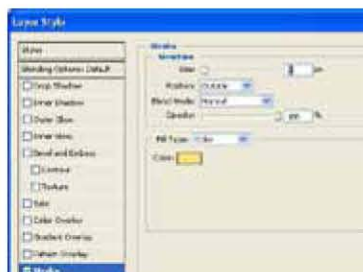 Layer Style
Styles
Blending Options: Default
Drop Shadow
Inner Shadow
Outer Glow
Inner Glow
Bevel and Emboss
Contour
Texture
Satin
Color Overlay
Gradient Overlay
Pattern Overlay
Stroke
Stroke
Structure
Size: px
Position: Outside
Blend Mode: Normal
Opacity: 100 %
Fill Type: Color
Color: